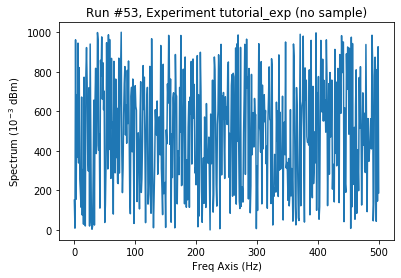 Run #53, Experiment tutorial_exp (no sample)
Spectrum (10⁻³ dBm)
1000
800
600
400
200
0
0 100 200 300 400 500
Freq Axis (Hz)